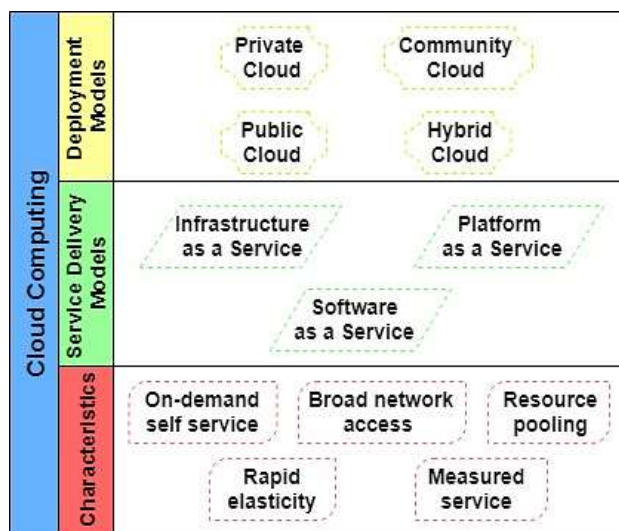 Cloud Computing
Deployment
Models
Private
Cloud
Community
Cloud
Public
Cloud
Hybrid
Cloud
Service Delivery
Models
Infrastructure
as a Service
Platform
as a Service
Software
as a Service
Characteristics
On-demand
self service
Broad network
access
Resource
pooling
Rapid
elasticity
Measured
service